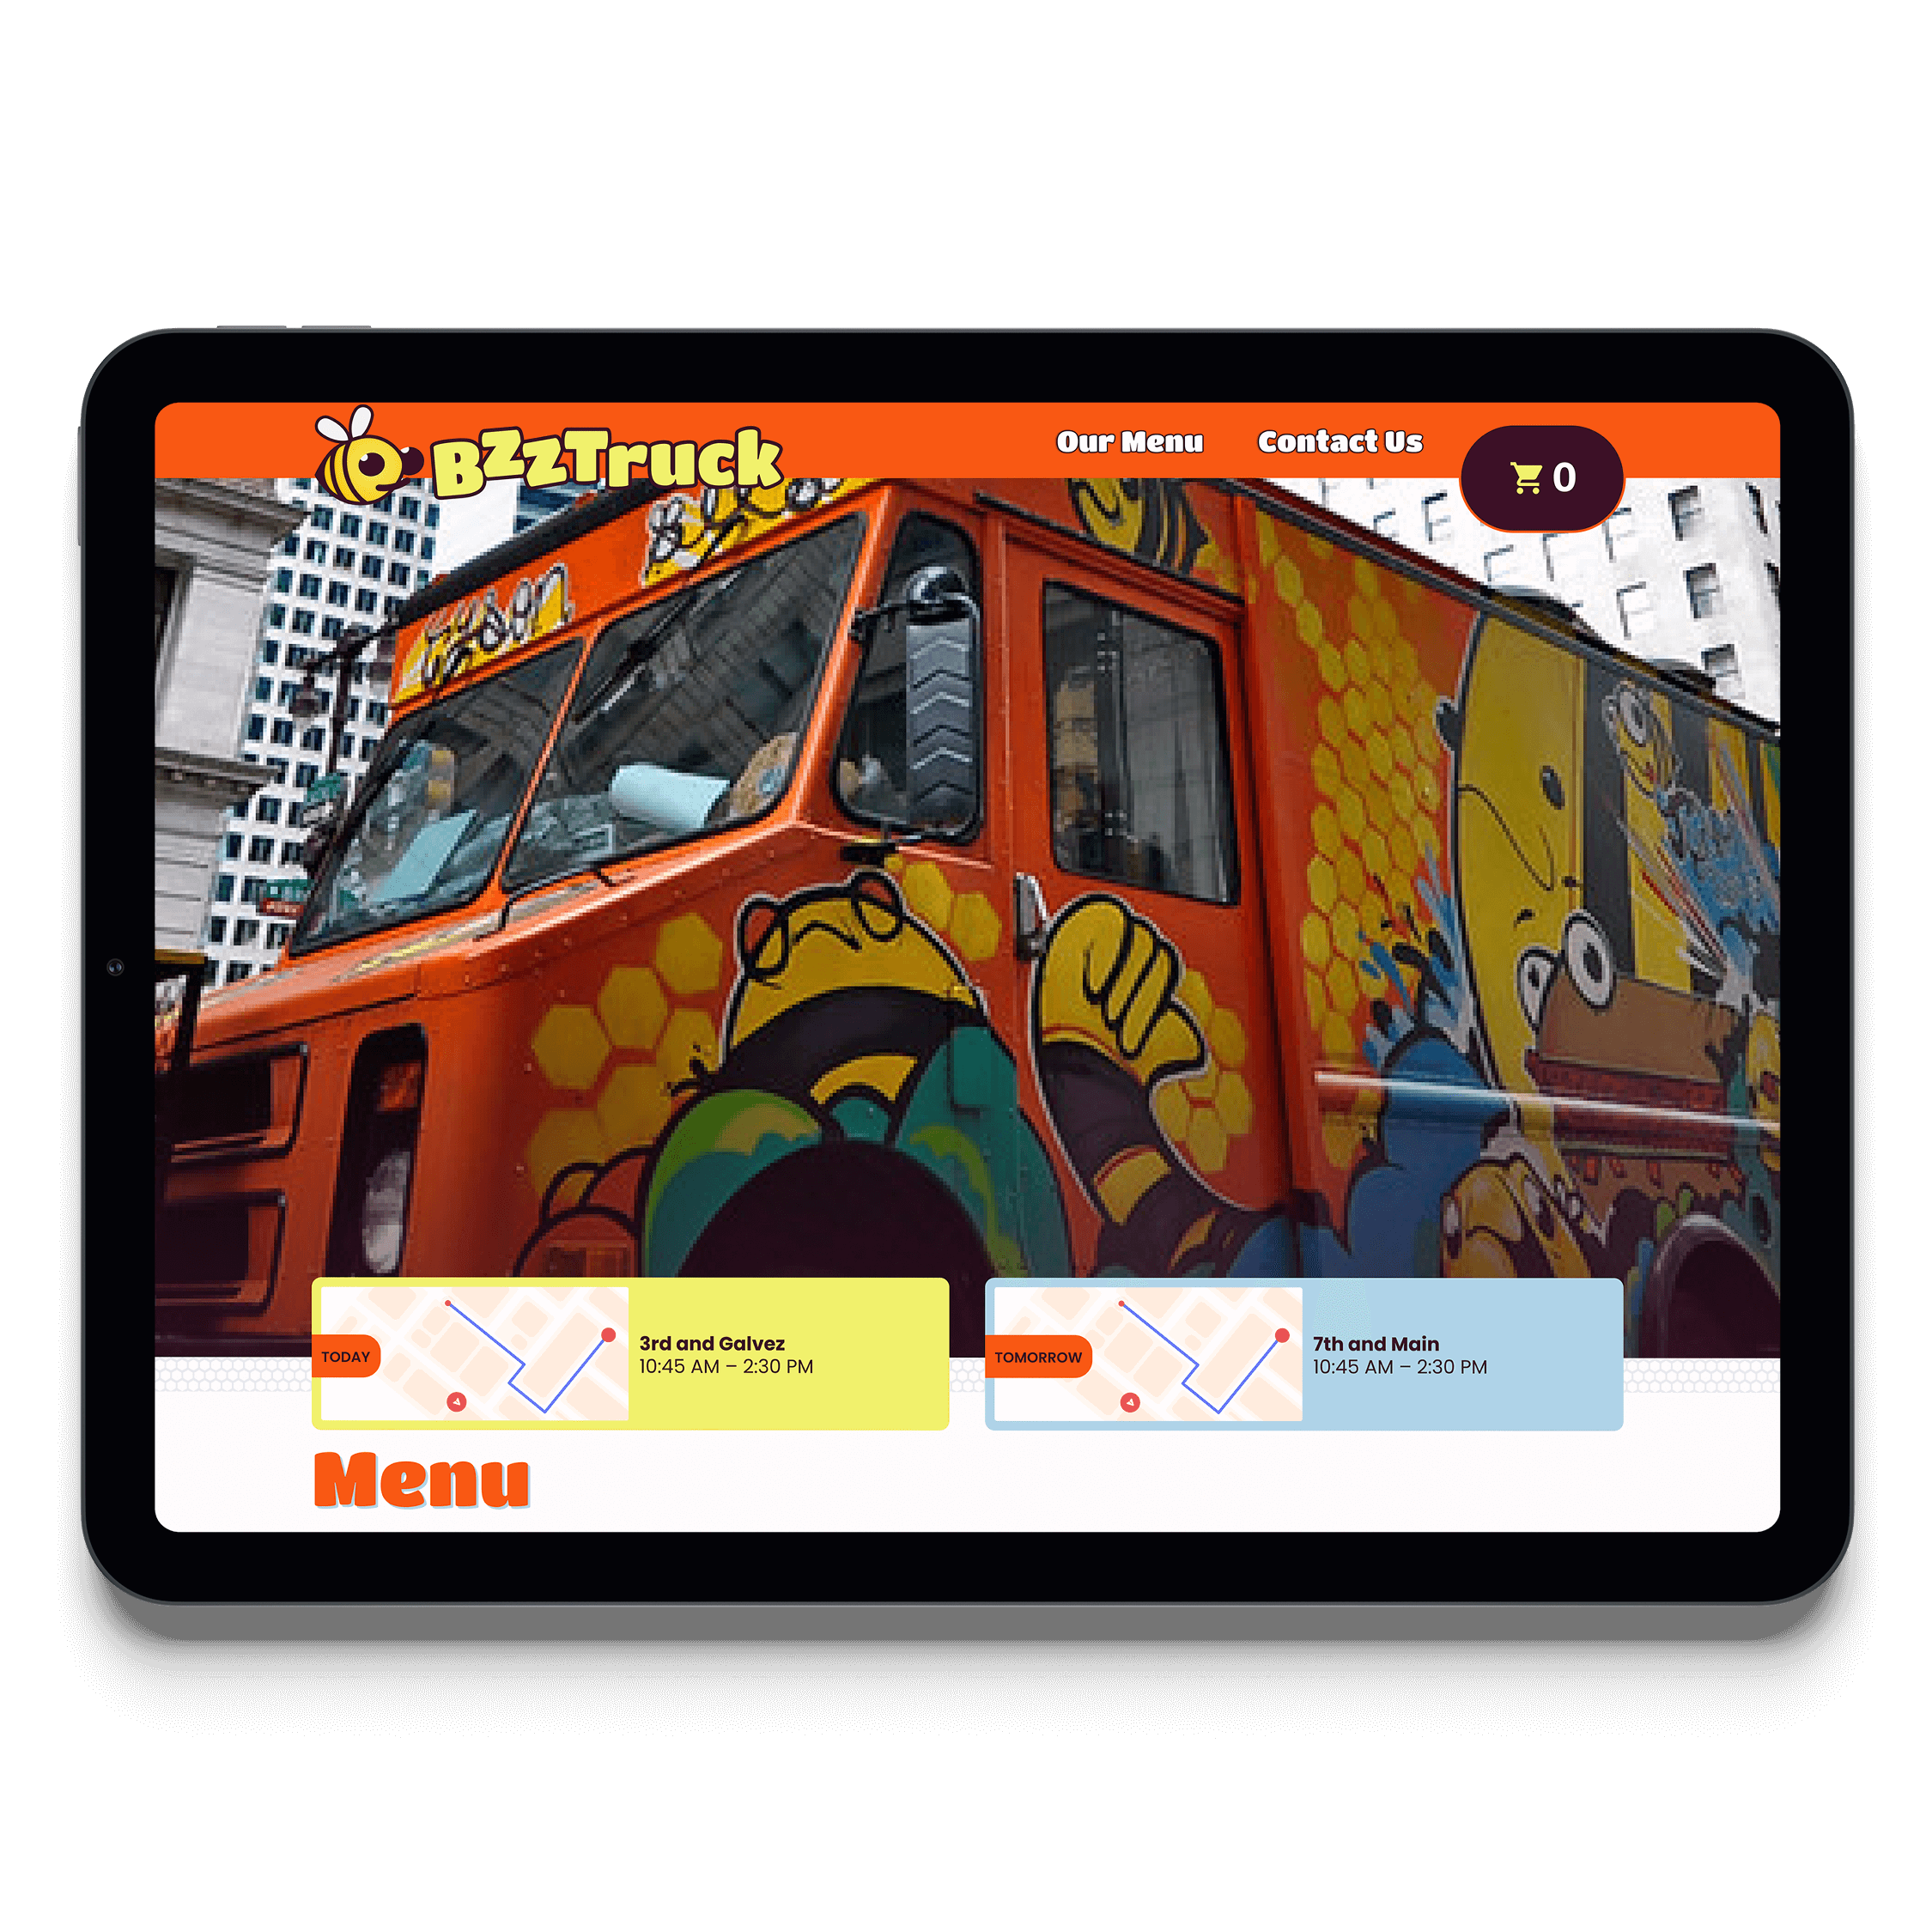 BzzTruck
Our Menu
Contact Us
0
TODAY
3rd and Galvez
10:45 AM – 2:30 PM
TOMORROW
7th and Main
10:45 AM – 2:30 PM
Menu